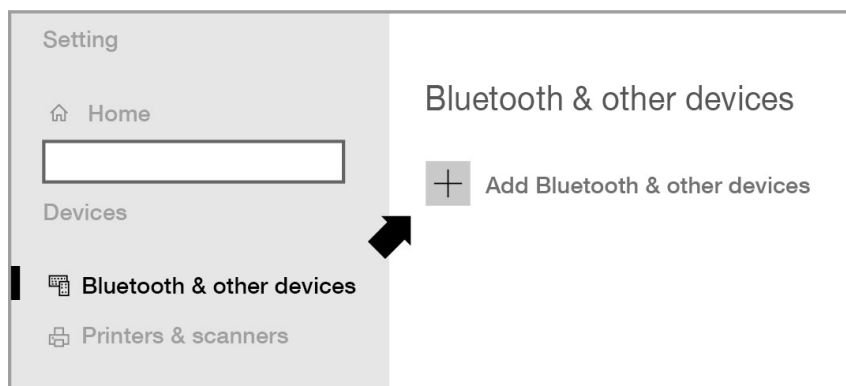 Setting
Home
Devices
Bluetooth & other devices
Printers & scanners
Bluetooth & other devices
Add Bluetooth & other devices